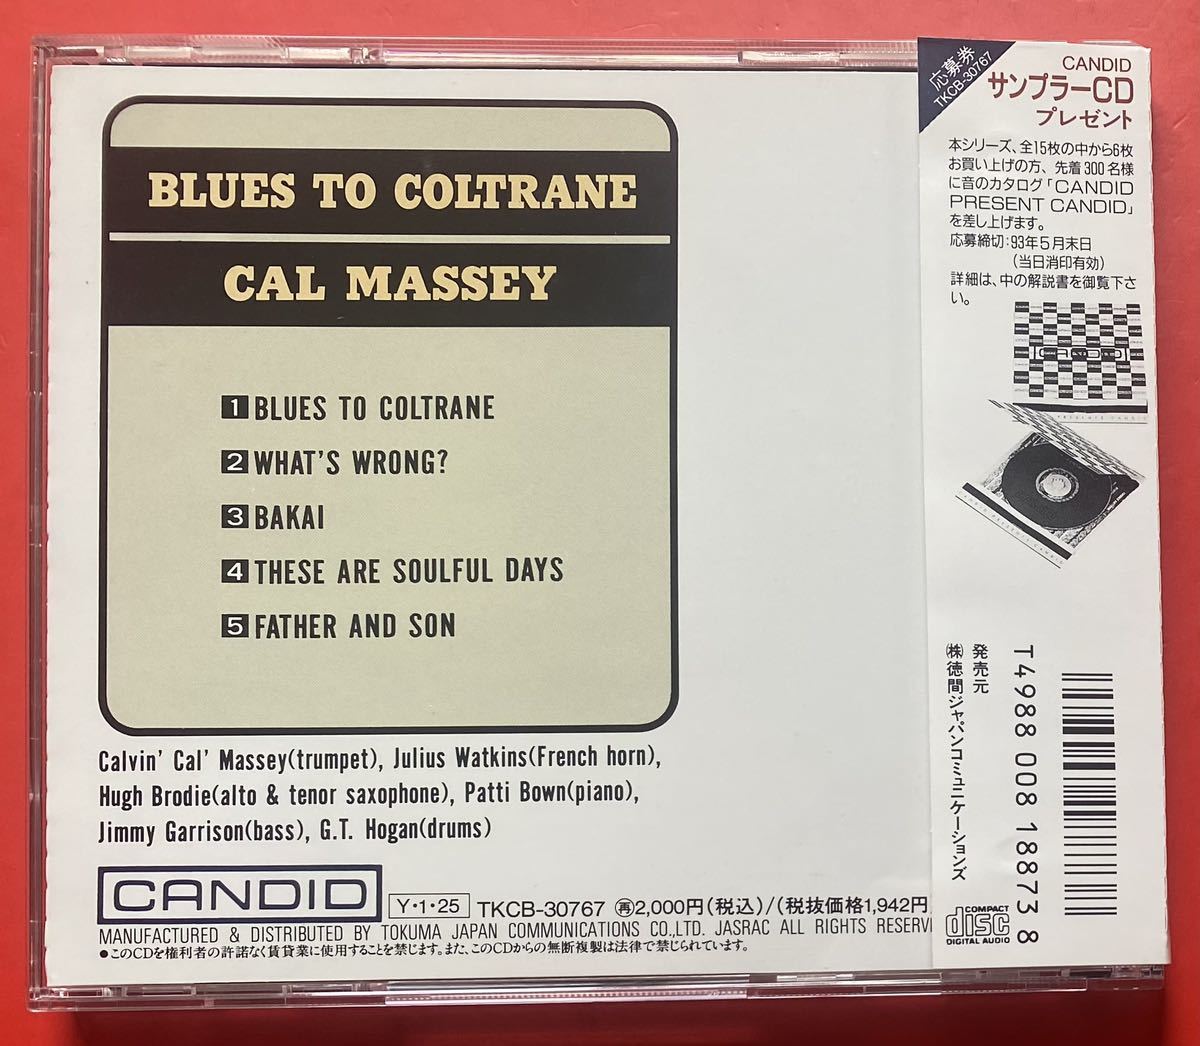 BLUES TO COLTRANE
CAL MASSEY
1 BLUES TO COLTRANE
2 WHAT'S WRONG?
3 BAKAI
4 THESE ARE SOULFUL DAYS
5 FATHER AND SON
Calvin' Cal' Massey(trumpet), Julius Watkins(French horn),
Hugh Brodie(alto & tenor saxophone), Patti Bown(piano),
Jimmy Garrison(bass), G.T. Hogan(drums)
CANDID
Y・1・25 TKCB-30767 再2,000円(税込)/(税抜価格1,942円
MANUFACTURED & DISTRIBUTED BY TOKUMA JAPAN COMMUNICATIONS CO.,LTD. JASRAC ALL RIGHTS RESERV
●このCDを権利者の許諾なく賃貸業に使用することを禁じます。また、このCDからの無断複製は法律で禁じられています。
応募券
TKCB-30767
CANDID
サンプラーCD
プレゼント
本シリーズ、全15枚の中から6枚
お買い上げの方、先着300名様
に音のカタログ「CANDID
PRESENT CANDID」
を差し上げます。
応募締切:93年5月末日
(当日消印有効)
詳細は、中の解説書を御覧下さ
い。
CANDID
発売元
㈱徳間ジャパンコミュニケーションズ
T4988 008 18873 8
COMPACT
disc
DIGITAL AUDIO